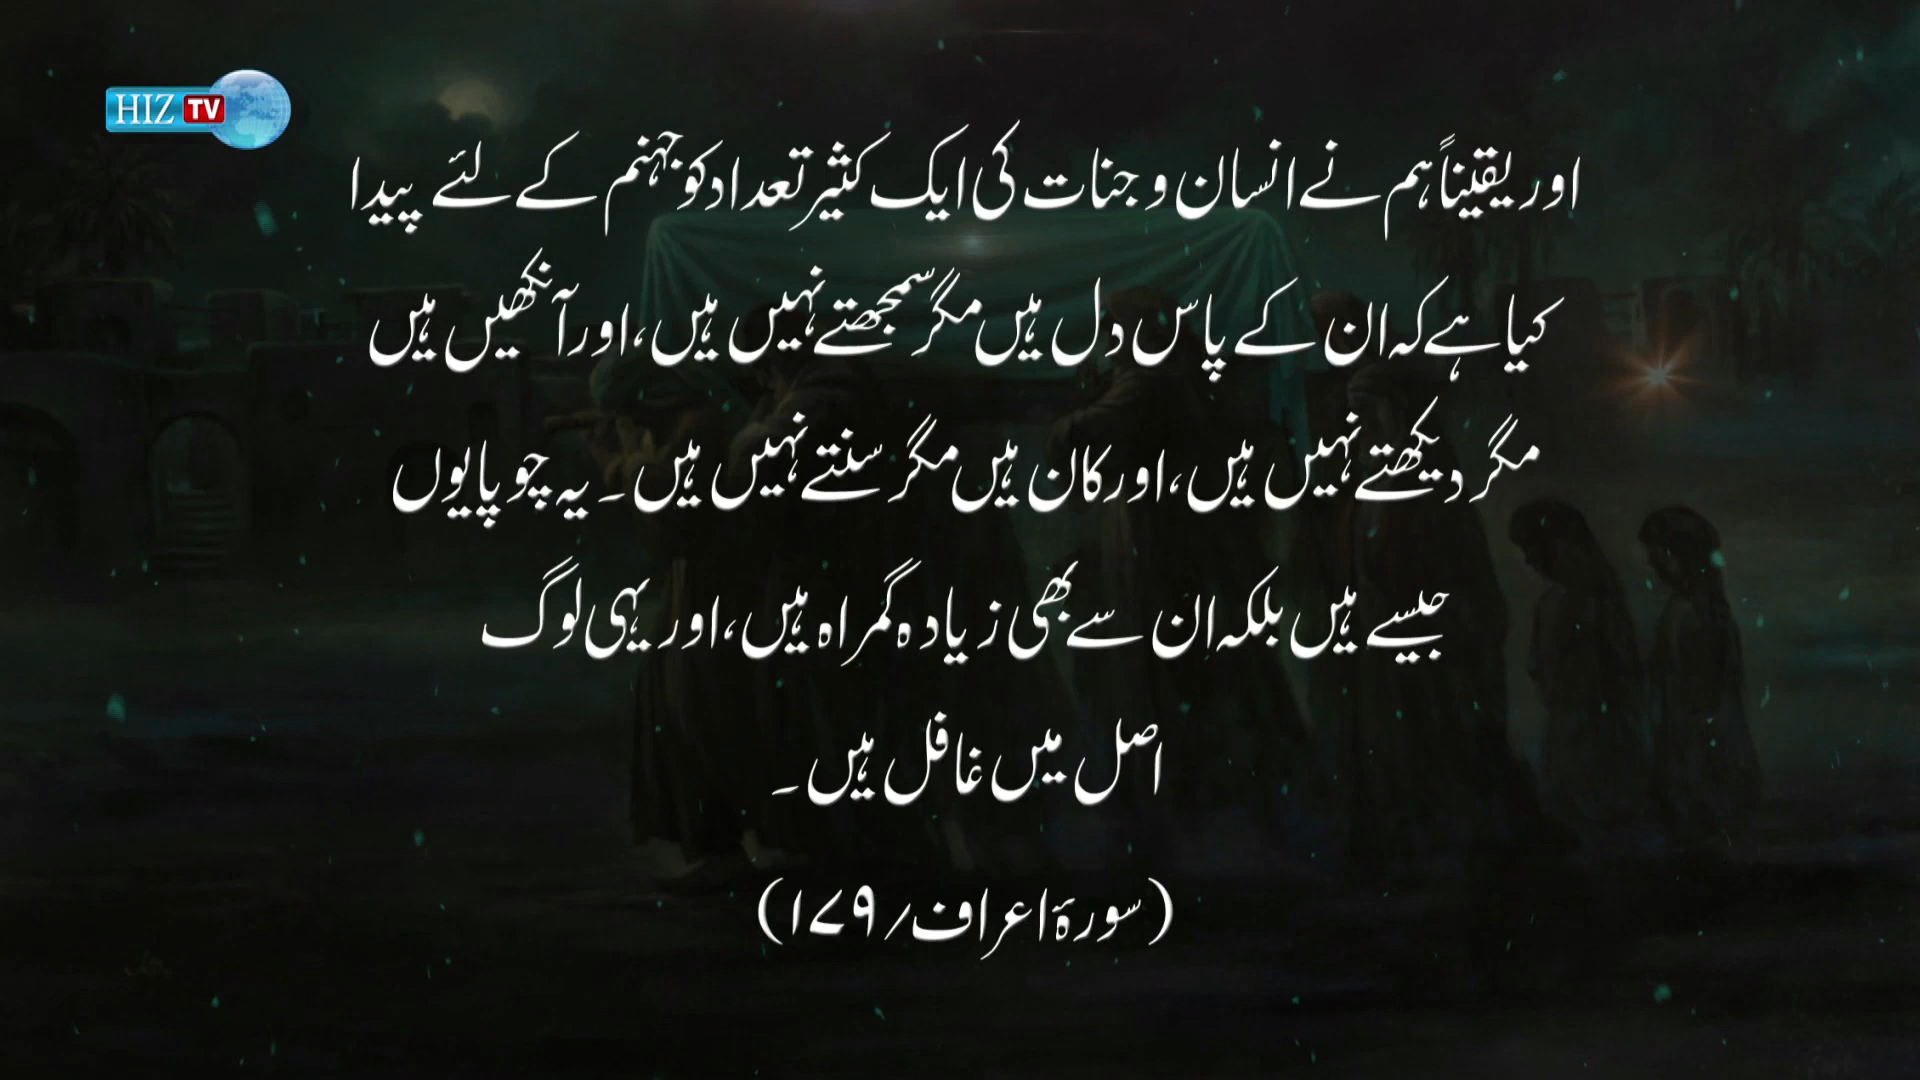 HIZ TV
اور یقیناً ہم نے انسان و جنات کی ایک کثیر تعداد کو جہنم کے لئے پیدا
کیا ہے کہ ان کے پاس دل ہیں مگر سمجھتے نہیں ہیں، اور آنکھیں ہیں
مگر دیکھتے نہیں ہیں، اور کان ہیں مگر سنتے نہیں ہیں۔ یہ چوپایوں
جیسے ہیں بلکہ ان سے بھی زیادہ گمراہ ہیں، اور یہی لوگ
اصل میں غافل ہیں۔
(سورۂ اعراف؍ ۱۷۹)